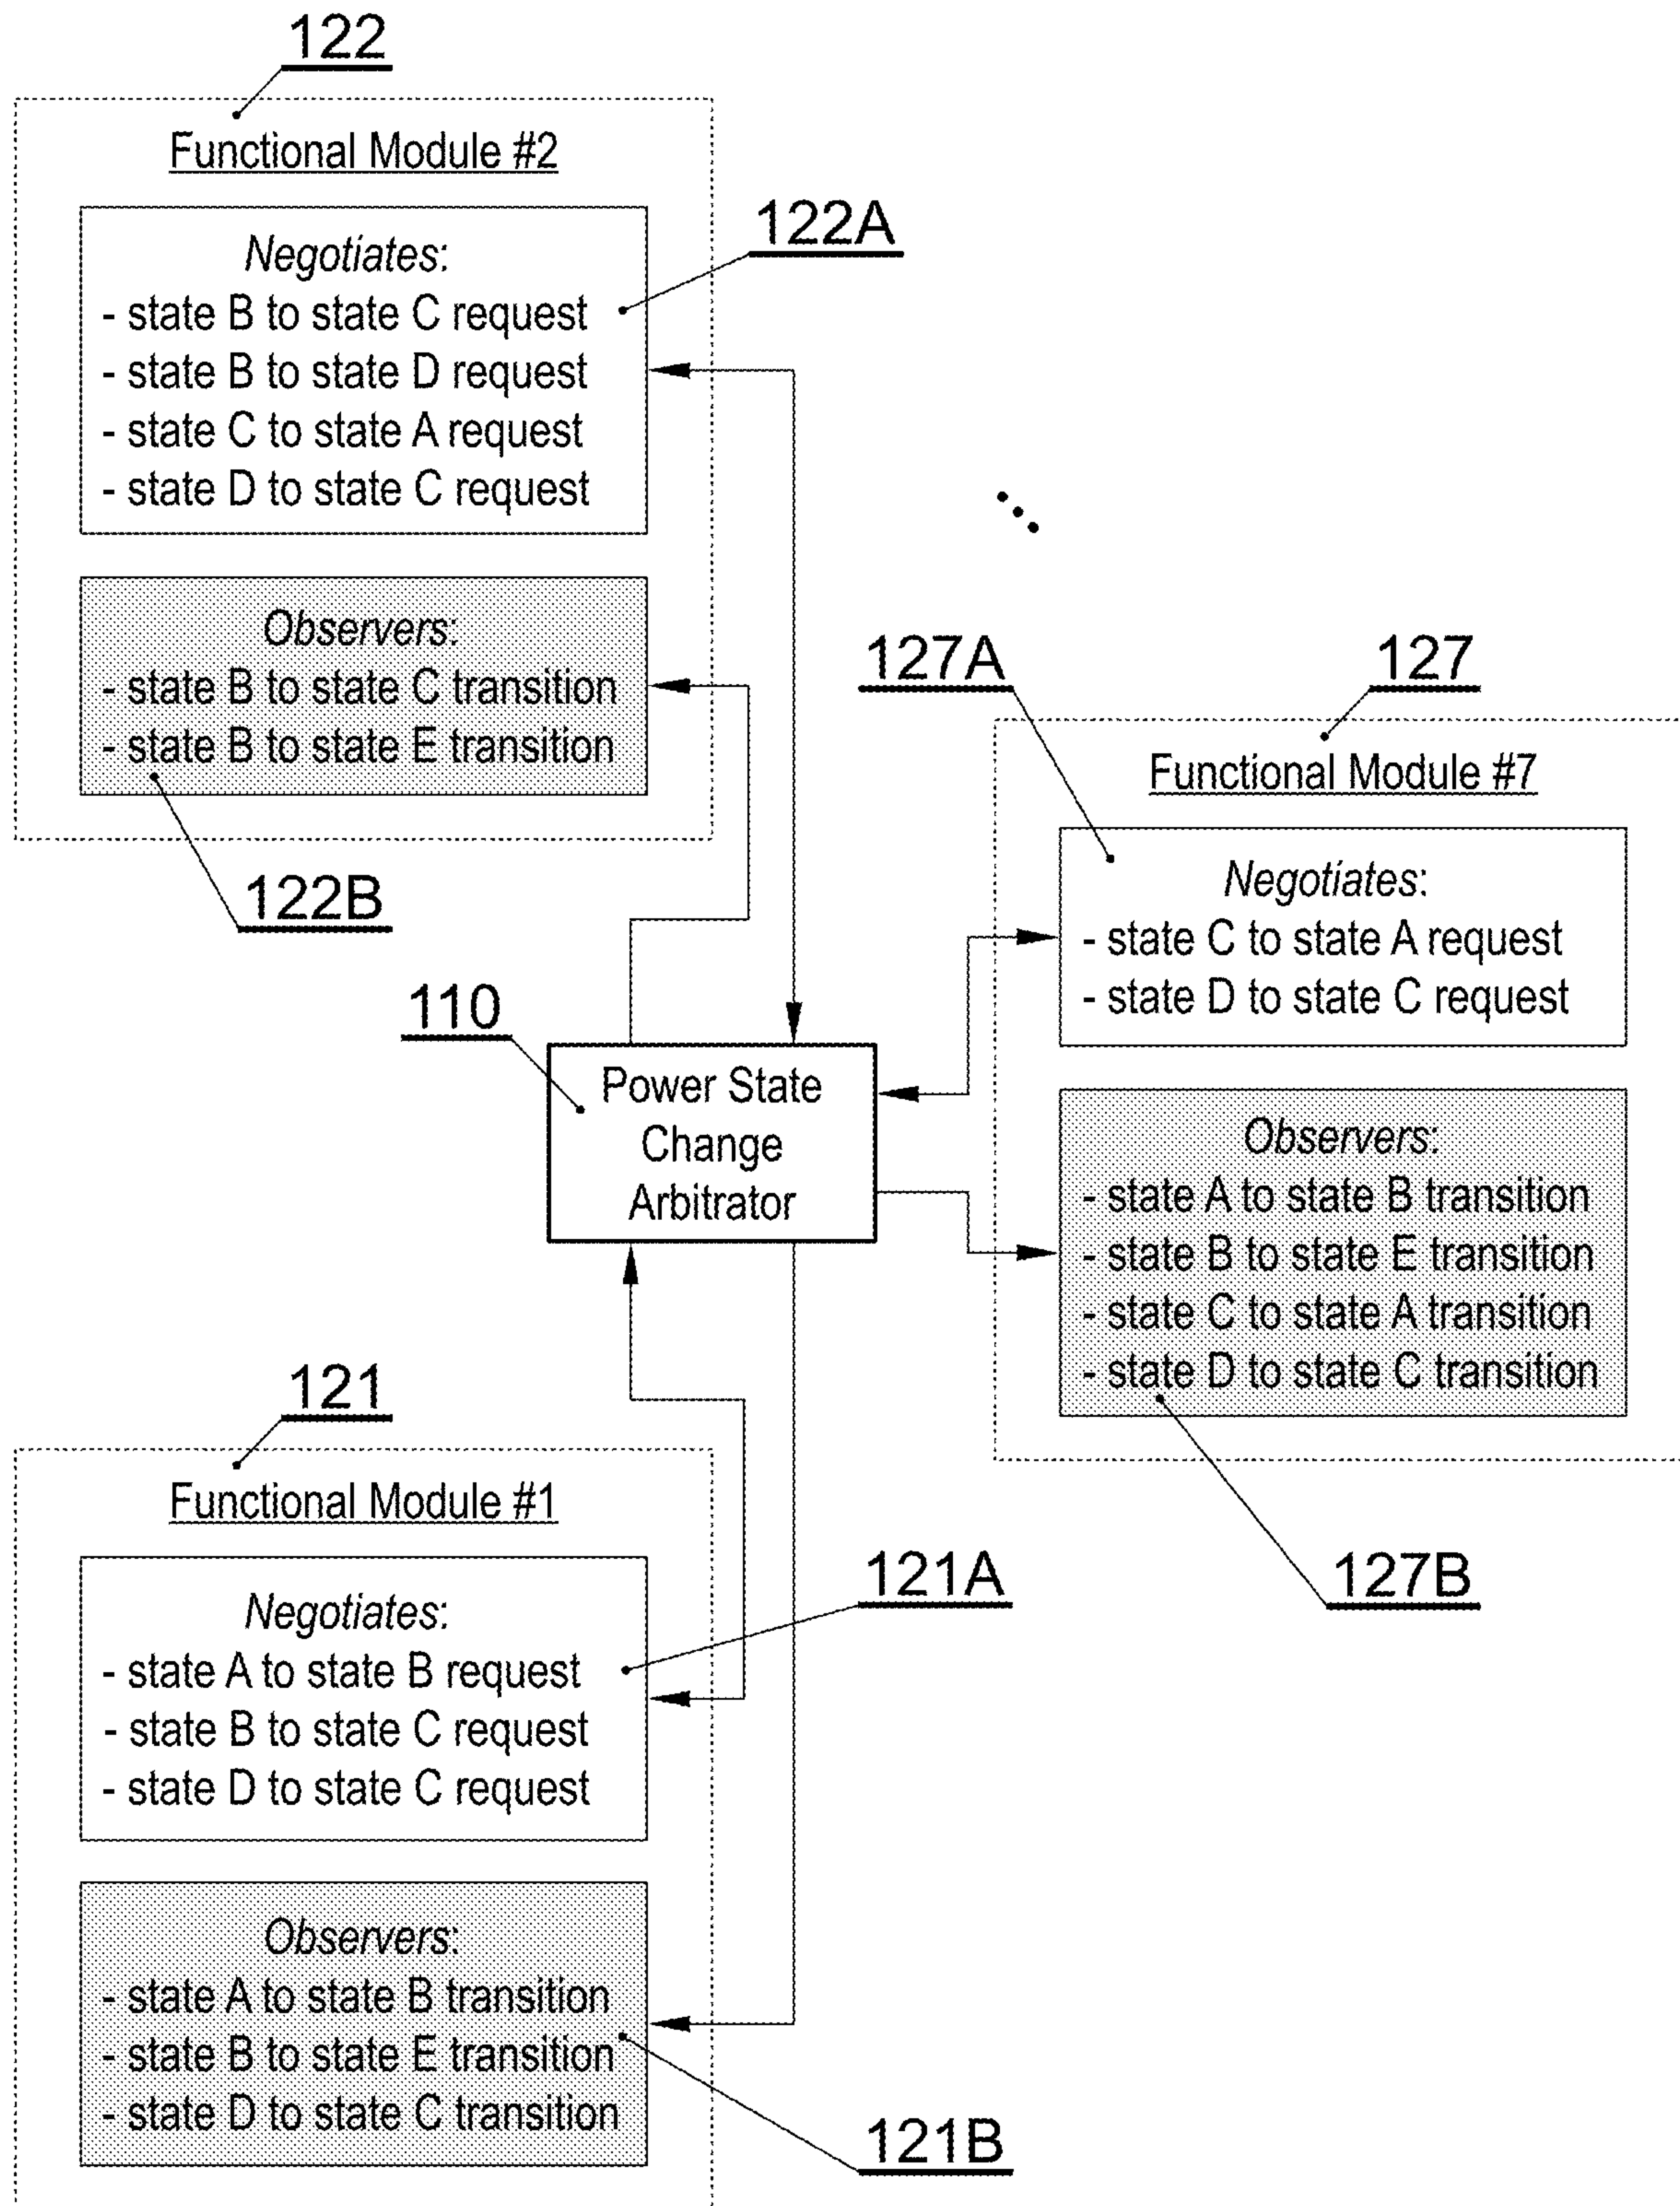 122
Functional Module #2
Negotiates:
- state B to state C request
- state B to state D request
- state C to state A request
- state D to state C request
122A
Observers:
- state B to state C transition
- state B to state E transition
122B
127A
127
Functional Module #7
Negotiates:
- state C to state A request
- state D to state C request
Observers:
- state A to state B transition
- state B to state E transition
- state C to state A transition
- state D to state C transition
127B
110
Power State
Change
Arbitrator
121
Functional Module #1
Negotiates:
- state A to state B request
- state B to state C request
- state D to state C request
121A
Observers:
- state A to state B transition
- state B to state E transition
- state D to state C transition
121B